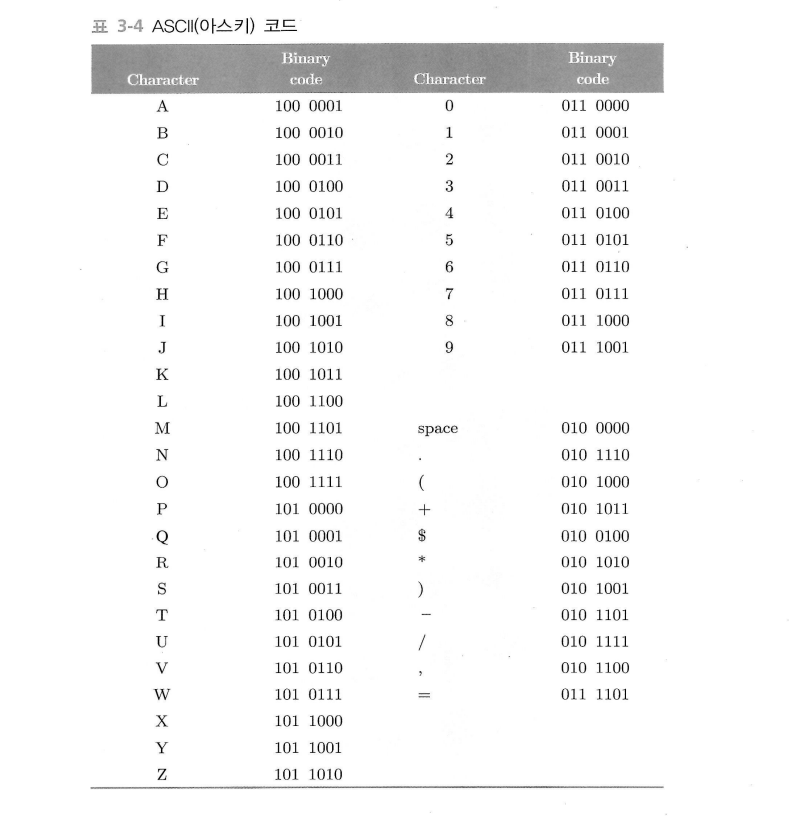 표 3-4 ASCII(아스키) 코드
Character Binary code Character Binary code
A 100 0001 0 011 0000
B 100 0010 1 011 0001
C 100 0011 2 011 0010
D 100 0100 3 011 0011
E 100 0101 4 011 0100
F 100 0110 5 011 0101
G 100 0111 6 011 0110
H 100 1000 7 011 0111
I 100 1001 8 011 1000
J 100 1010 9 011 1001
K 100 1011
L 100 1100
M 100 1101 space 010 0000
N 100 1110 . 010 1110
O 100 1111 ( 010 1000
P 101 0000 + 010 1011
Q 101 0001 $ 010 0100
R 101 0010 * 010 1010
S 101 0011 ) 010 1001
T 101 0100 − 010 1101
U 101 0101 / 010 1111
V 101 0110 , 010 1100
W 101 0111 = 011 1101
X 101 1000
Y 101 1001
Z 101 1010